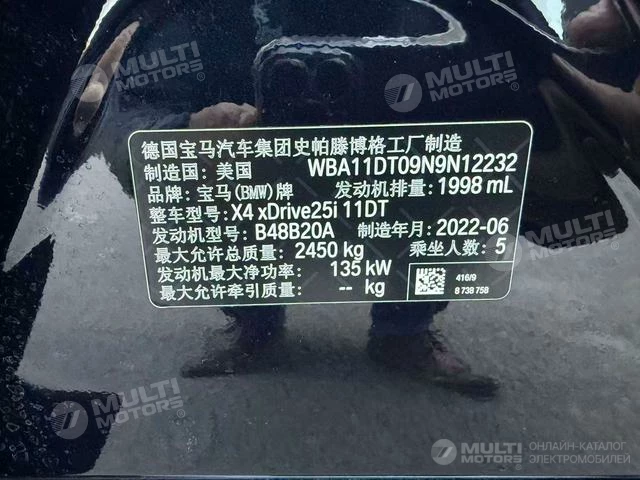 MULTI
MOTORS®
MULTI
MOTORS®
德国宝马汽车集团史帕滕博格工厂制造
制造国: 美国 WBA11DT09N9N12232
品牌: 宝马(BMW)牌 发动机排量: 1998 mL
整车型号: X4 xDrive25i 11DT
发动机型号: B48B20A 制造年月: 2022-06
最大允许总质量: 2450 kg 乘坐人数: 5
发动机最大净功率: 135 kW
最大允许牵引质量: -- kg
416/9
8 738 758
MULTI
MOTORS®
MULTI
MOTORS®
MULTI
MOTORS®
ОНЛАЙН-КАТАЛОГ
ЭЛЕКТРОМОБИЛЕЙ